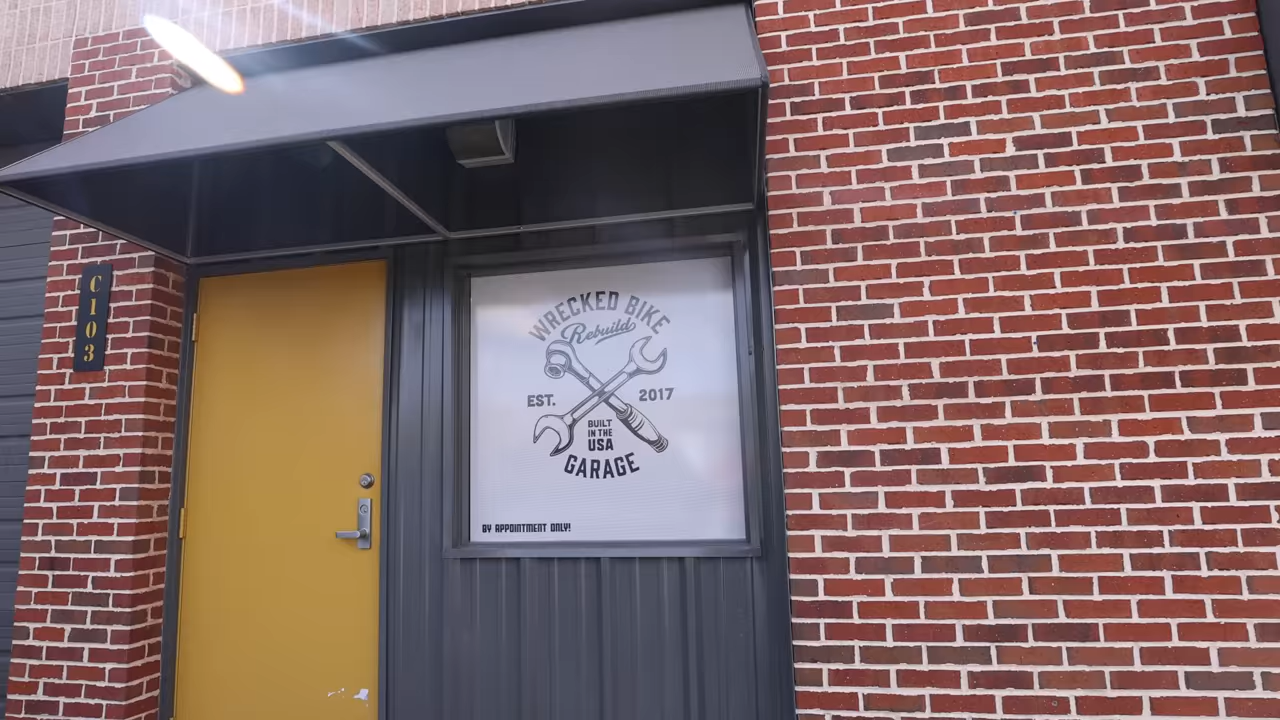 C103
WRECKED BIKE
Rebuild
EST. 2017
BUILT
IN THE
USA
GARAGE
BY APPOINTMENT ONLY!